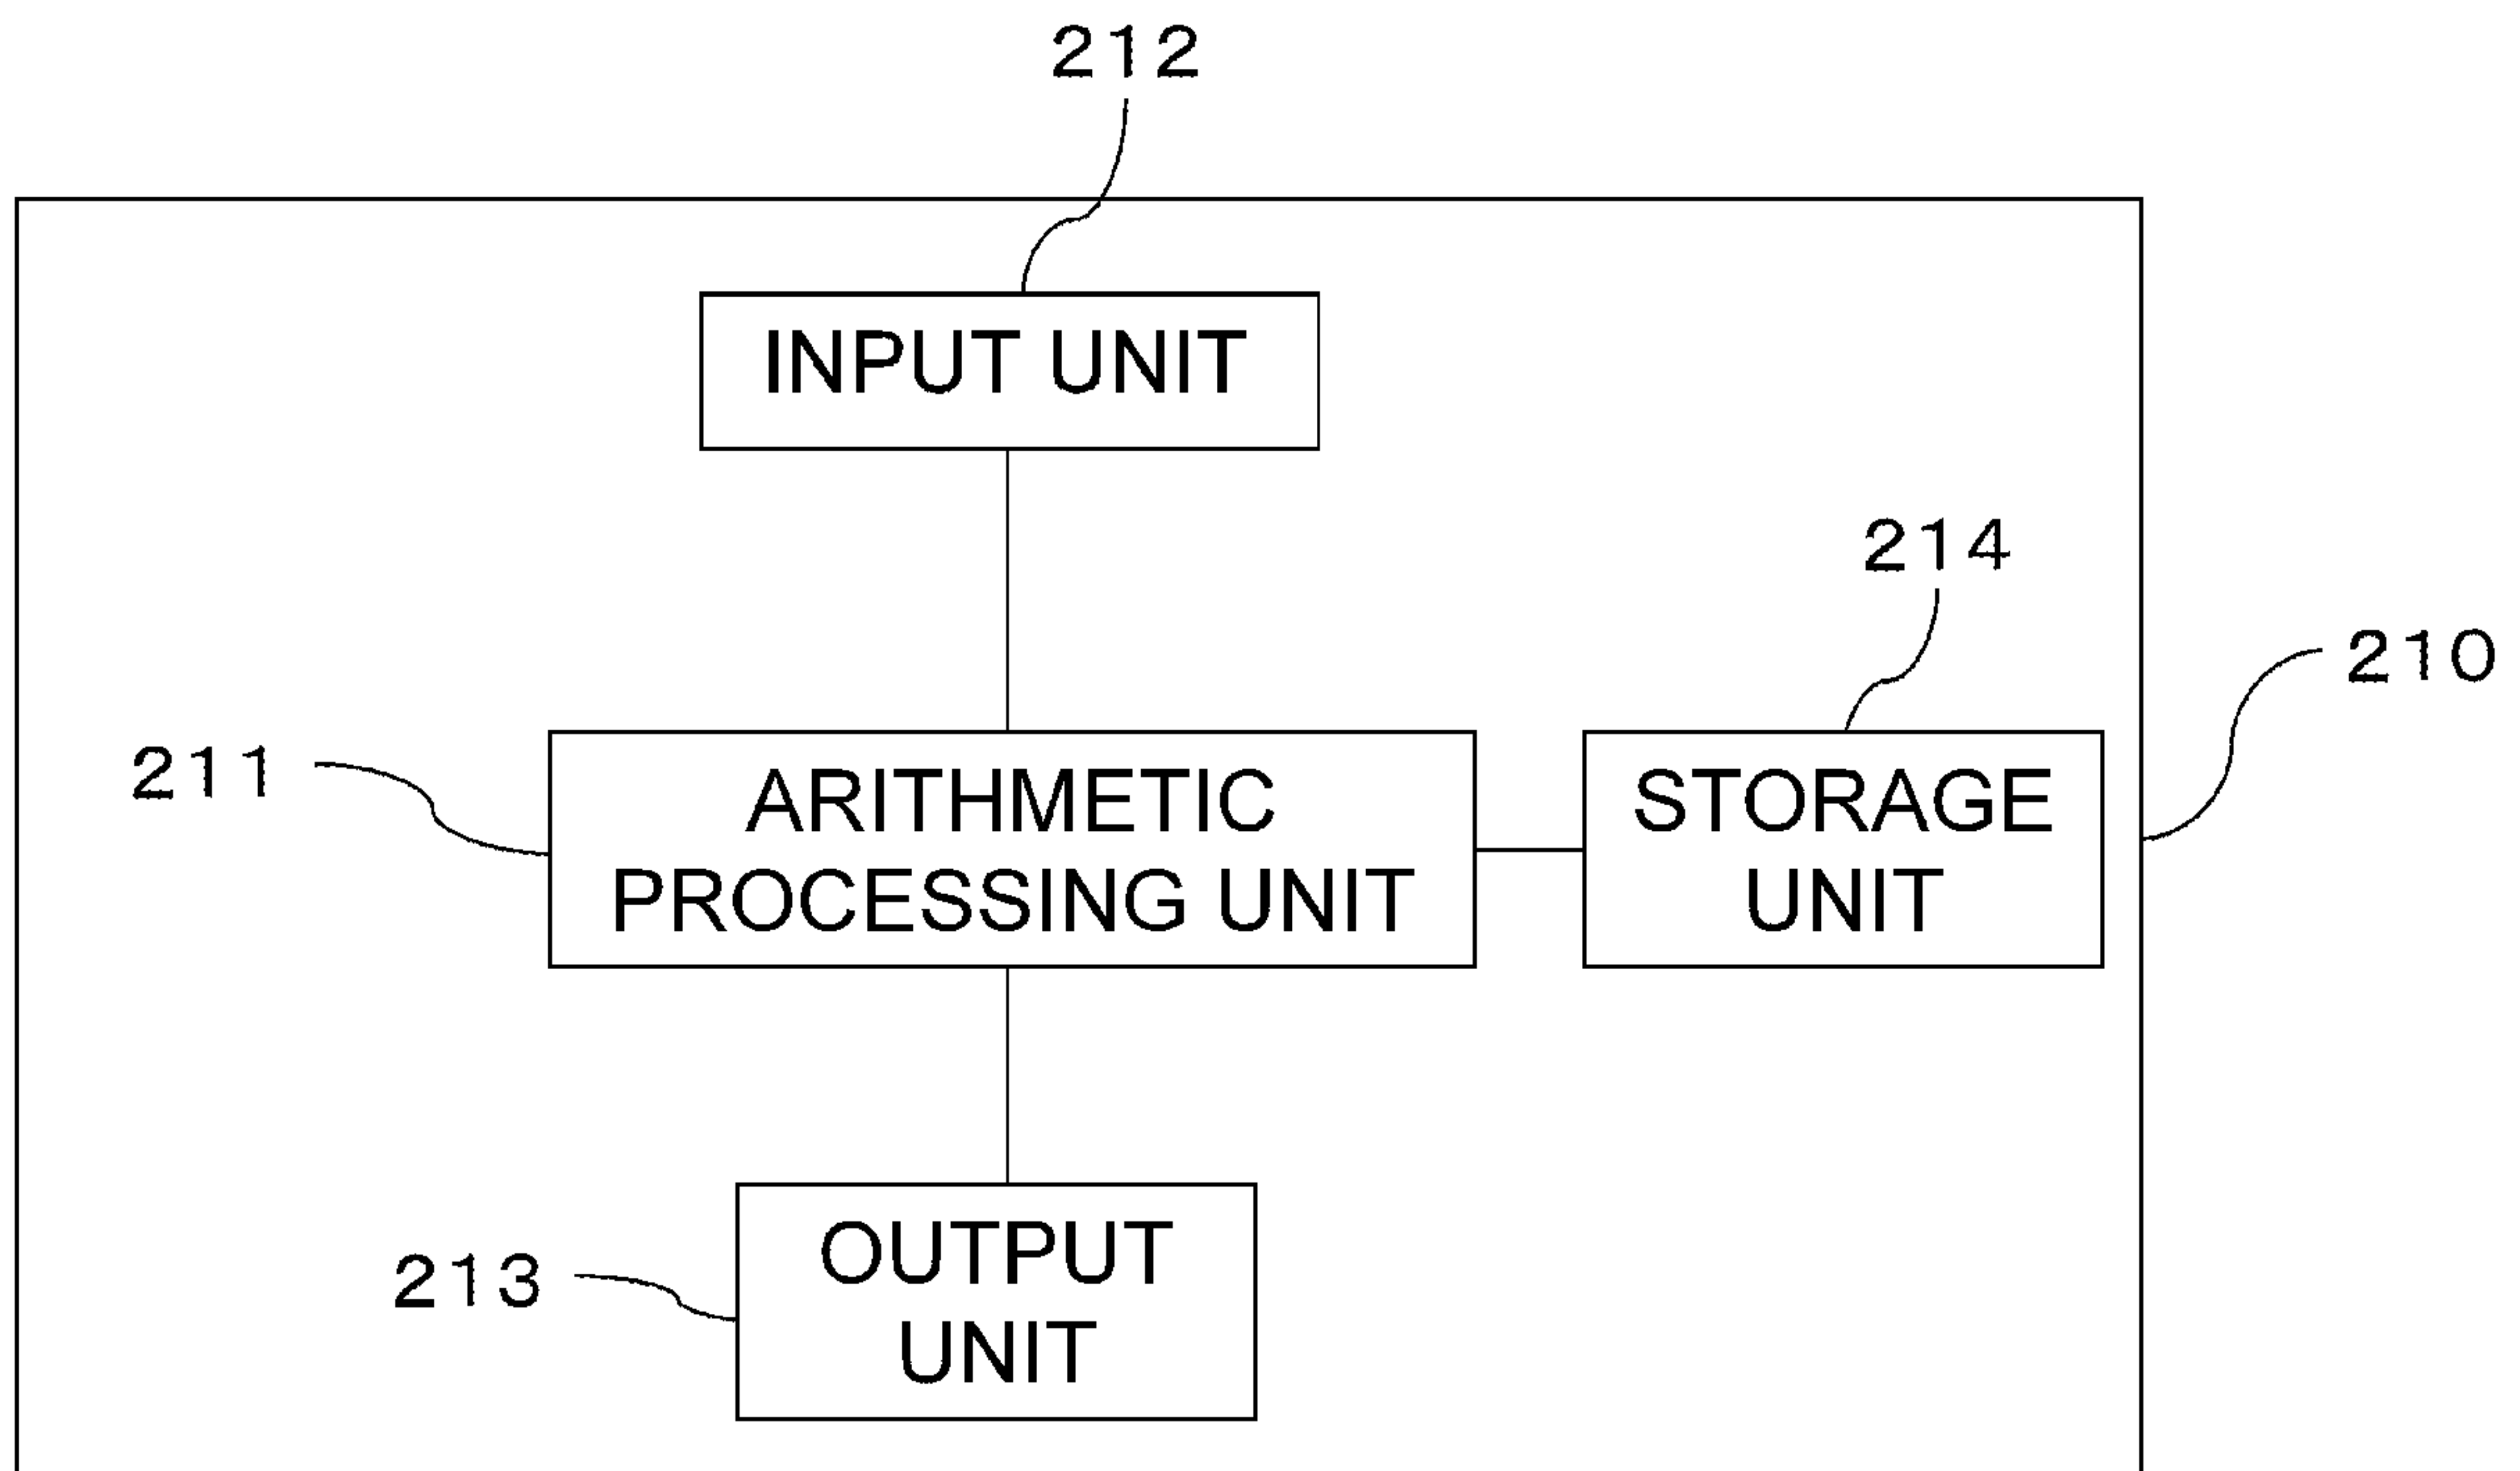 212
INPUT UNIT
214
210
211
ARITHMETIC
PROCESSING UNIT
STORAGE
UNIT
213
OUTPUT
UNIT